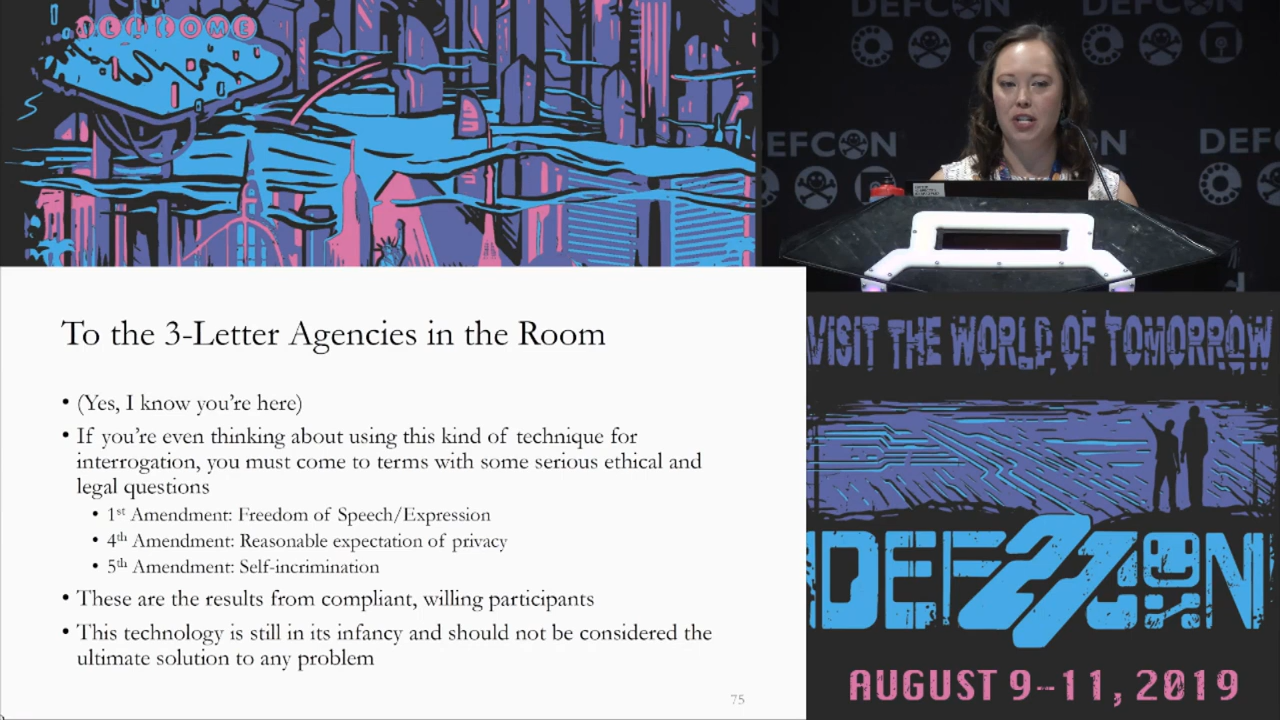 WELCOME
DEFCON DEFCON
DEFCON DEFCON
To the 3-Letter Agencies in the Room
• (Yes, I know you're here)
• If you're even thinking about using this kind of technique for
interrogation, you must come to terms with some serious ethical and
legal questions
• 1st Amendment: Freedom of Speech/Expression
• 4th Amendment: Reasonable expectation of privacy
• 5th Amendment: Self-incrimination
• These are the results from compliant, willing participants
• This technology is still in its infancy and should not be considered the
ultimate solution to any problem
75
VISIT THE WORLD OF TOMORROW
DEF 27 CON
AUGUST 9-11, 2019